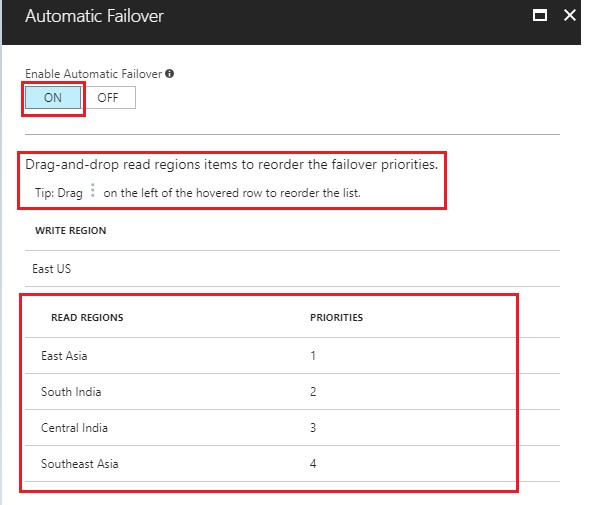 Automatic Failover
Enable Automatic Failover
ON OFF
Drag-and-drop read regions items to reorder the failover priorities.
Tip: Drag ⋮ on the left of the hovered row to reorder the list.
WRITE REGION
East US
READ REGIONS PRIORITIES
East Asia 1
South India 2
Central India 3
Southeast Asia 4